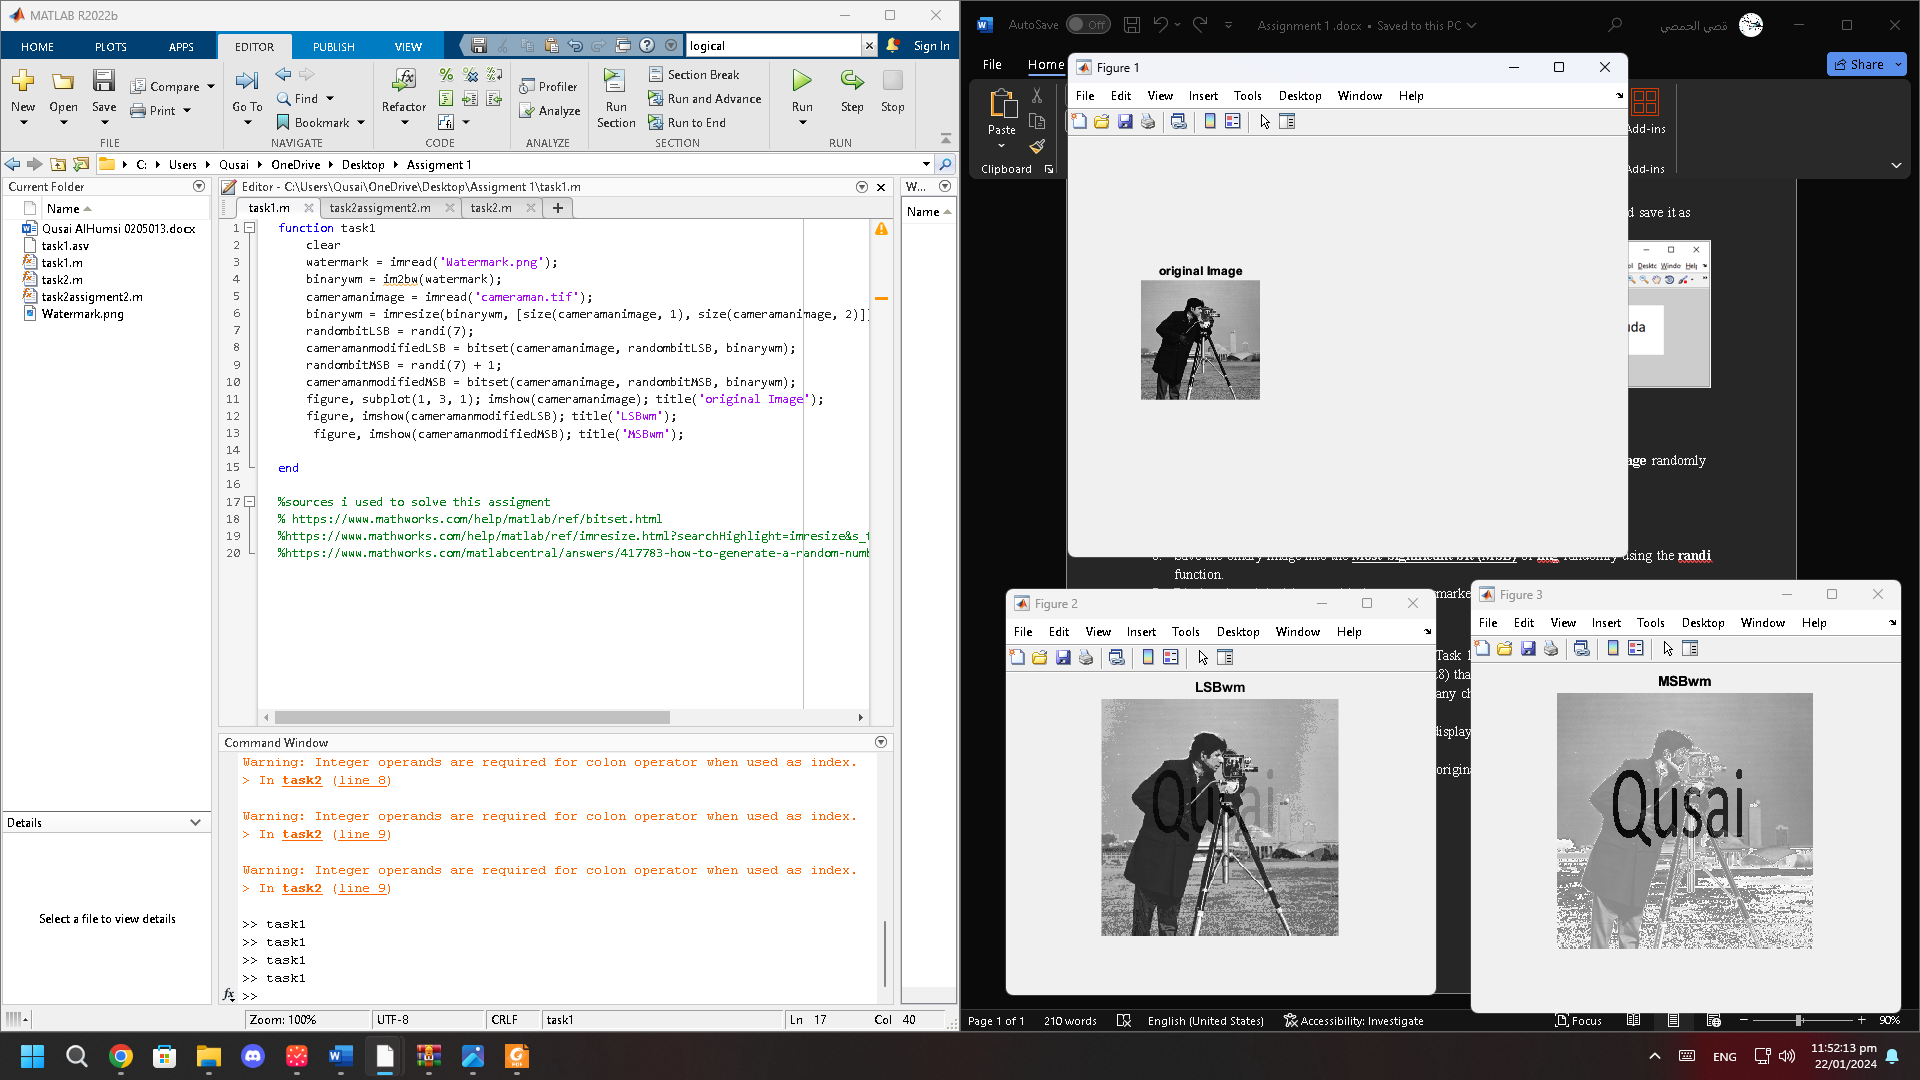 MATLAB R2022b
HOME PLOTS APPS EDITOR PUBLISH VIEW
logical
Sign In
New Open Save Compare Print
FILE
Go To Find Bookmark
NAVIGATE
Refactor
CODE
Profiler
Analyze
ANALYZE
Run Section
Section Break
Run and Advance
Run to End
SECTION
Run Step Stop
RUN
C: Users Qusai OneDrive Desktop Assigment 1
Current Folder
Name
Qusai AlHumsi 0205013.docx
task1.asv
task1.m
task2.m
task2assigment2.m
Watermark.png
Details
Select a file to view details
Editor - C:\Users\Qusai\OneDrive\Desktop\Assigment 1\task1.m
task1.m task2assigment2.m task2.m
W...
Name
1 function task1
2 clear
3 watermark = imread('Watermark.png');
4 binarywm = im2bw(watermark);
5 cameramanimage = imread('cameraman.tif');
6 binarywm = imresize(binarywm, [size(cameramanimage, 1), size(cameramanimage, 2)]
7 randombitLSB = randi(7);
8 cameramanmodifiedLSB = bitset(cameramanimage, randombitLSB, binarywm);
9 randombitMSB = randi(7) + 1;
10 cameramanmodifiedMSB = bitset(cameramanimage, randombitMSB, binarywm);
11 figure, subplot(1, 3, 1); imshow(cameramanimage); title('original Image');
12 figure, imshow(cameramanmodifiedLSB); title('LSBwm');
13 figure, imshow(cameramanmodifiedMSB); title('MSBwm');
14
15 end
16
17 %sources i used to solve this assigment
18 % https://www.mathworks.com/help/matlab/ref/bitset.html
19 %https://www.mathworks.com/help/matlab/ref/imresize.html?searchHighlight=imresize&s_
20 %https://www.mathworks.com/matlabcentral/answers/417783-how-to-generate-a-random-num
Command Window
Warning: Integer operands are required for colon operator when used as index.
> In task2 (line 8)
Warning: Integer operands are required for colon operator when used as index.
> In task2 (line 9)
Warning: Integer operands are required for colon operator when used as index.
> In task2 (line 9)
>> task1
>> task1
>> task1
>> task1
fx >>
Zoom: 100% UTF-8 CRLF task1 Ln 17 Col 40
AutoSave Off
Assignment 1 .docx • Saved to this PC
قصي الحمصي
File Home
Share
Paste
Clipboard
Add-ins
Add-ins
Figure 1
File Edit View Insert Tools Desktop Window Help
original Image
d save it as
Deskto Windo Help
uda
age randomly
Save the binary image into the Most Significant bit (MSB) of img randomly using the randi
function.
marke
Task 1
8) tha
any ch
display
origina
Figure 2
File Edit View Insert Tools Desktop Window Help
LSBwm
Qusai
Figure 3
File Edit View Insert Tools Desktop Window Help
MSBwm
Qusai
Page 1 of 1 210 words English (United States) Accessibility: Investigate Focus 90%
ENG
11:52:13 pm
22/01/2024